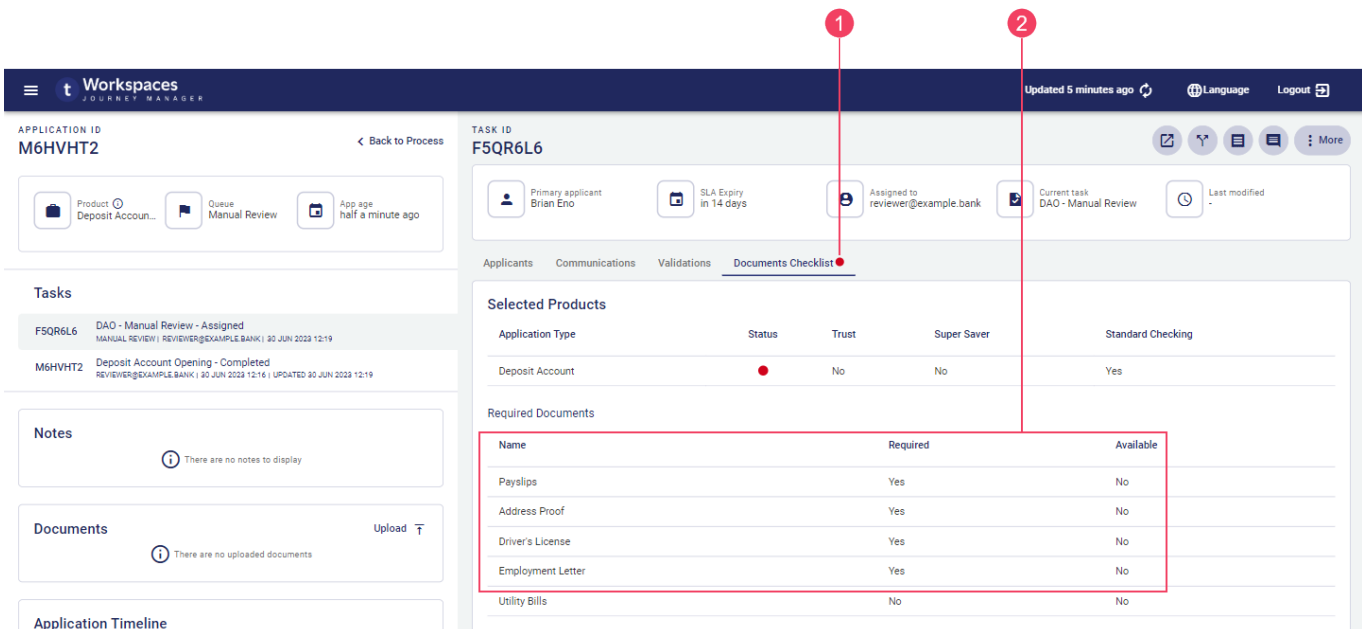 1 2
Workspaces
JOURNEY MANAGER
Updated 5 minutes ago Language Logout
APPLICATION ID
M6HVHT2
Back to Process
Product
Deposit Accoun...
Queue
Manual Review
App age
half a minute ago
Tasks
F5QR6L6 DAO - Manual Review - Assigned
MANUAL REVIEW | REVIEWER@EXAMPLE.BANK | 30 JUN 2023 12:19
M6HVHT2 Deposit Account Opening - Completed
REVIEWER@EXAMPLE.BANK | 30 JUN 2023 12:16 | UPDATED 30 JUN 2023 12:19
Notes
There are no notes to display
Documents Upload
There are no uploaded documents
Application Timeline
TASK ID
F5QR6L6
More
Primary applicant
Brian Eno
SLA Expiry
in 14 days
Assigned to
reviewer@example.bank
Current task
DAO - Manual Review
Last modified
-
Applicants Communications Validations Documents Checklist
Selected Products
Application Type Status Trust Super Saver Standard Checking
Deposit Account No No Yes
Required Documents
Name Required Available
Payslips Yes No
Address Proof Yes No
Driver's License Yes No
Employment Letter Yes No
Utility Bills No No